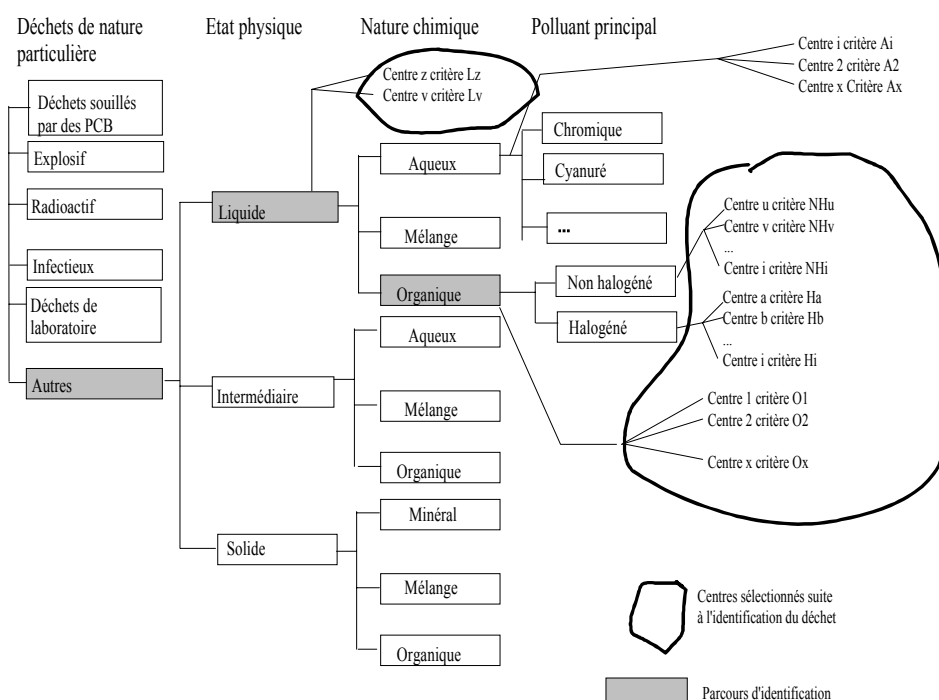 Déchets de nature
particulière
Etat physique
Nature chimique
Polluant principal
Déchets souillés
par des PCB
Explosif
Radioactif
Infectieux
Déchets de
laboratoire
Autres
Liquide
Intermédiaire
Solide
Centre z critère Lz
Centre v critère Lv
Aqueux
Mélange
Organique
Aqueux
Mélange
Organique
Minéral
Mélange
Organique
Chromique
Cyanuré
...
Non halogéné
Halogéné
Centre i critère Ai
Centre 2 critère A2
Centre x Critère Ax
Centre u critère NHu
Centre v critère NHv
...
Centre i critère NHi
Centre a critère Ha
Centre b critère Hb
...
Centre i critère Hi
Centre 1 critère O1
Centre 2 critère O2
Centre x critère Ox
Centres sélectionnés suite
à l'identification du déchet
Parcours d'identification